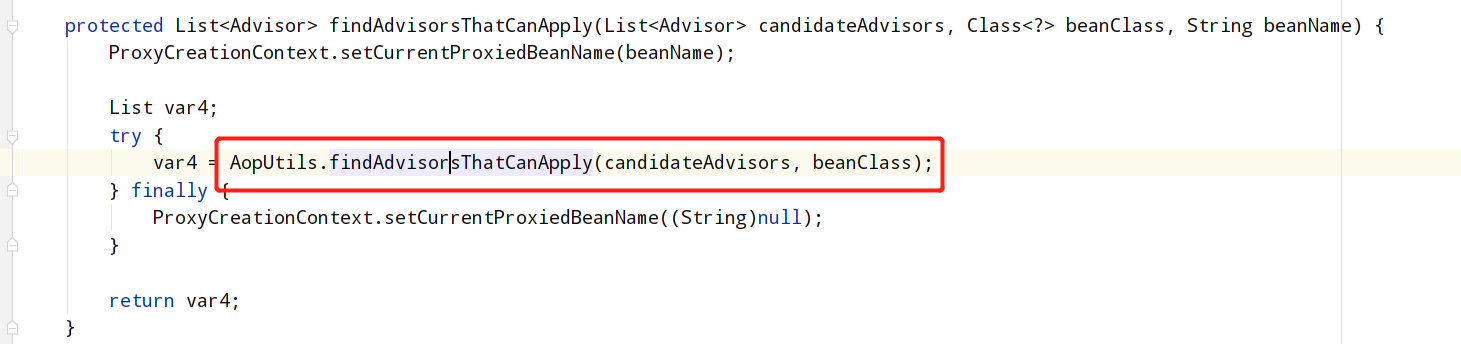 protected List<Advisor> findAdvisorsThatCanApply(List<Advisor> candidateAdvisors, Class<?> beanClass, String beanName) {
ProxyCreationContext.setCurrentProxiedBeanName(beanName);
List var4;
try {
var4 = AopUtils.findAdvisorsThatCanApply(candidateAdvisors, beanClass);
} finally {
ProxyCreationContext.setCurrentProxiedBeanName((String)null);
}
return var4;
}